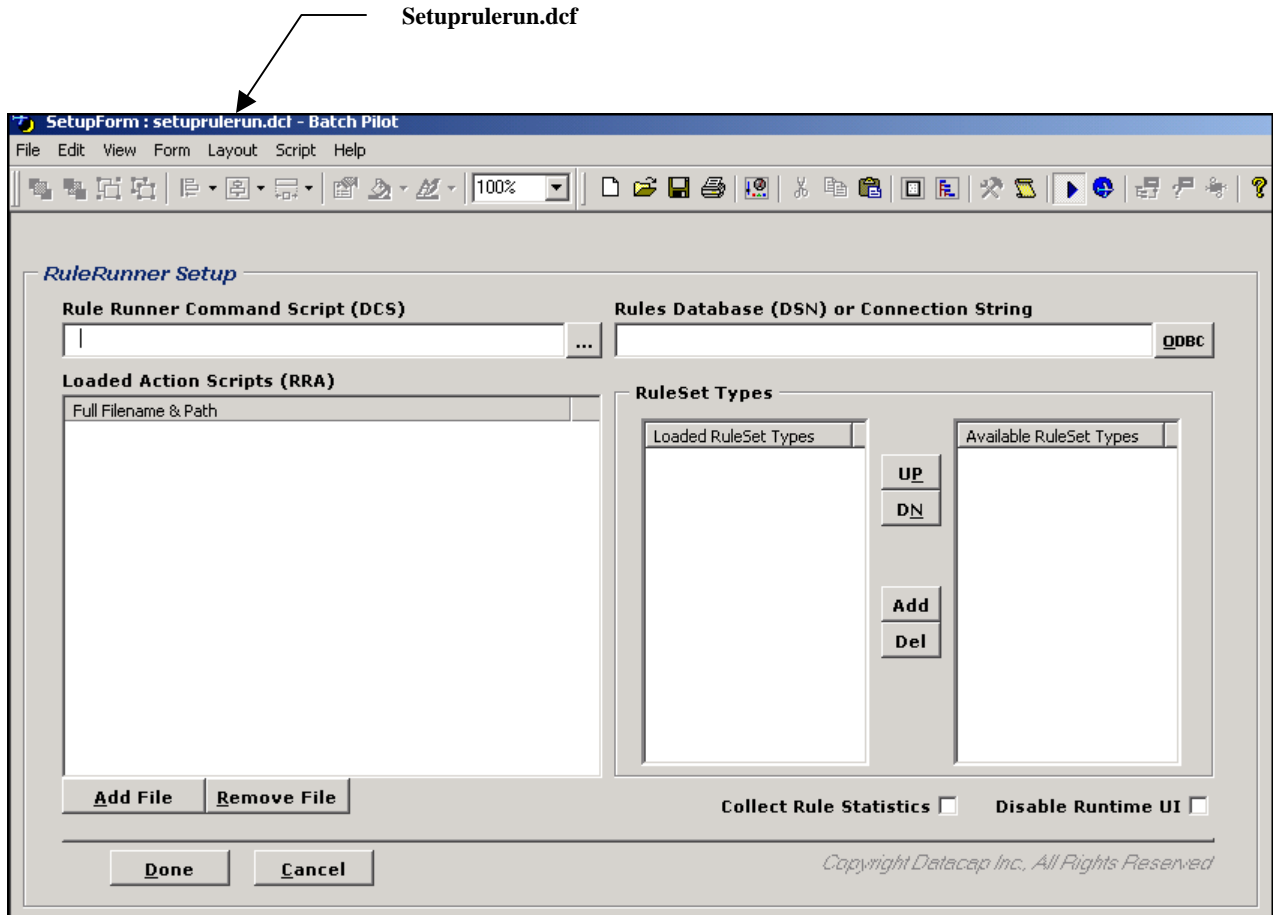 Setuprulerun.dcf
SetupForm : setuprulerun.dcf - Batch Pilot
File Edit View Form Layout Script Help
100%
RuleRunner Setup
Rule Runner Command Script (DCS)
Rules Database (DSN) or Connection String
...
ODBC
Loaded Action Scripts (RRA)
Full Filename & Path
RuleSet Types
Loaded RuleSet Types
Available RuleSet Types
UP
DN
Add
Del
Add File
Remove File
Collect Rule Statistics
Disable Runtime UI
Done
Cancel
Copyright Datacap Inc., All Rights Reserved